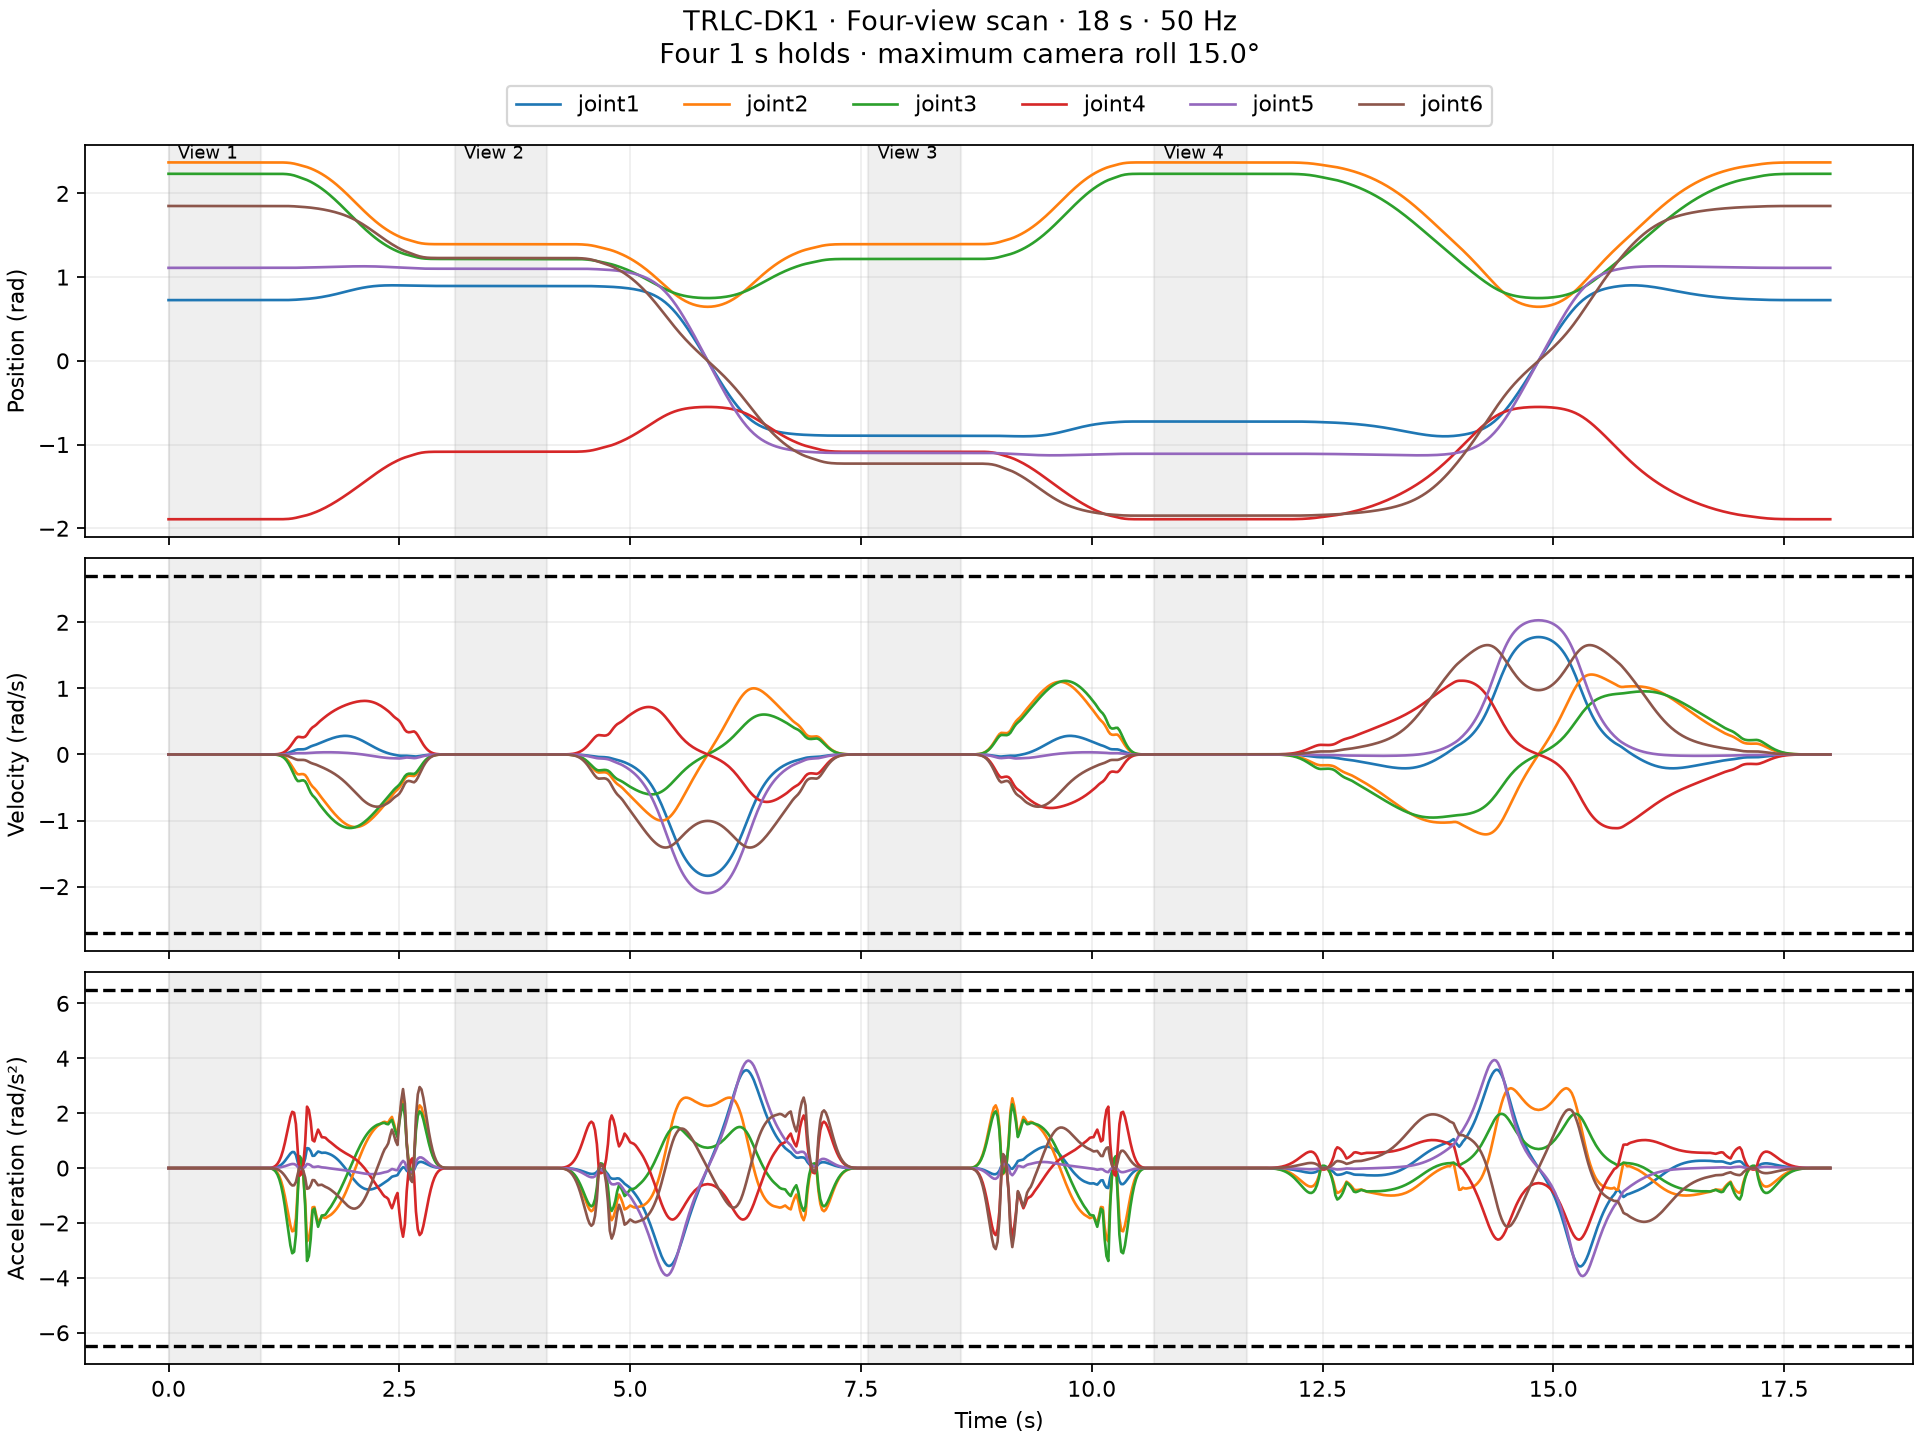 TRLC-DK1 · Four-view scan · 18 s · 50 Hz
Four 1 s holds · maximum camera roll 15.0°
joint1 joint2 joint3 joint4 joint5 joint6
View 1 View 2 View 3 View 4
Position (rad)
2
1
0
−1
−2
Velocity (rad/s)
2
1
0
−1
−2
Acceleration (rad/s²)
6
4
2
0
−2
−4
−6
0.0 2.5 5.0 7.5 10.0 12.5 15.0 17.5
Time (s)